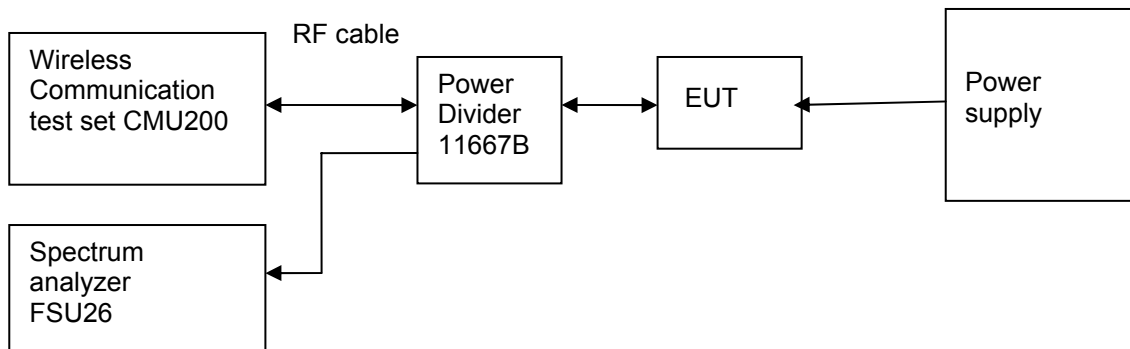 RF cable
Wireless
Communication
test set CMU200
Power
Divider
11667B
EUT
Power
supply
Spectrum
analyzer
FSU26